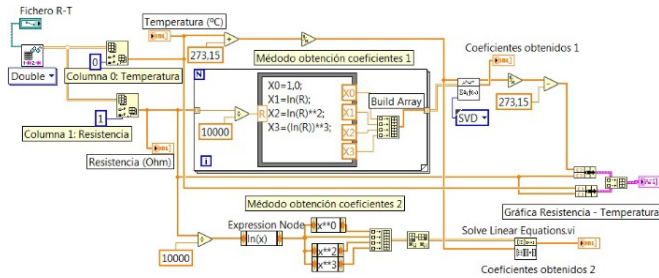 Fichero R-T
Temperatura (ºC)
Double
0
Columna 0: Temperatura
273,15
Médodo obtención coeficientes 1
Coeficientes obtenidos 1
N
X0=1,0;
X1=ln(R);
X2=ln(R)**2;
X3=(ln(R))**3;
R
X0
X1
X2
X3
Build Array
1
10000
SVD
273,15
Columna 1: Resistencia
i
Resistencia (Ohm)
Médodo obtención coeficientes 2
Gráfica Resistencia - Temperatura
Expression Node
x**0
ln(x)
x**2
x**3
10000
Solve Linear Equations.vi
Coeficientes obtenidos 2